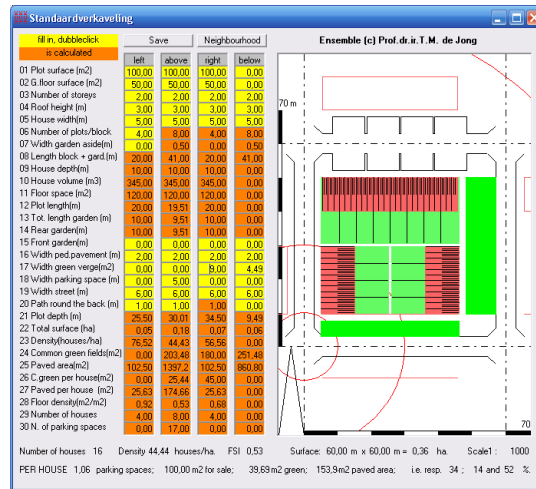 Standaardverkaveling
fill in, dubbleclick Save Neighbourhood Ensemble (c) Prof.dr.ir.T.M. de Jong
is calculated
left above right below
01 Plot surface (m2) 100,00 100,00 100,00 0,00
02 G.floor surface (m2) 50,00 50,00 50,00 0,00
03 Number of storeys 2,00 2,00 2,00 2,00
04 Roof height (m) 3,00 3,00 3,00 3,00
05 House width(m) 5,00 5,00 5,00 5,00
06 Number of plots/block 4,00 8,00 4,00 8,00
07 Width garden aside(m) 0,00 0,50 0,00 0,50
08 Length block + gard.(m) 20,00 41,00 20,00 41,00
09 House depth(m) 10,00 10,00 10,00 0,00
10 House volume (m3) 345,00 345,00 345,00 0,00
11 Floor space (m2) 120,00 120,00 120,00 0,00
12 Plot length(m) 20,00 19,51 20,00 0,00
13 Tot. length garden (m) 10,00 9,51 10,00 0,00
14 Rear garden(m) 10,00 9,51 10,00 0,00
15 Front garden(m) 0,00 0,00 0,00 0,00
16 Width ped.pavement (m) 0,00 0,00 0,00 0,00
17 Width green verge(m2) 0,00 0,00 9,00 4,49
18 Width parking space (m) 0,00 5,00 0,00 0,00
19 Width street (m) 6,00 6,00 6,00 6,00
20 Path round the back (m) 1,00 1,00 1,00 0,00
21 Plot depth (m) 25,50 30,01 34,50 9,49
22 Total surface (ha) 0,05 0,18 0,07 0,06
23 Density(houses/ha) 76,52 44,43 56,56 0,00
24 Common green fields(m2) 0,00 203,48 180,00 251,48
25 Paved area(m2) 102,50 1397,2 102,50 860,80
26 C.green per house(m2) 0,00 25,44 45,00 0,00
27 Paved per house (m2) 25,63 174,66 25,63 0,00
28 Floor density(m2/m2) 0,92 0,53 0,68 0,00
29 Number of houses 4,00 8,00 4,00 0,00
30 N. of parking spaces 0,00 17,00 0,00 0,00
70 m
70 m
Number of houses 16 Density 44,44 houses/ha. FSI 0,53 Surface: 60,00 m x 60,00 m = 0,36 ha. Scale1 : 1000
PER HOUSE 1,06 parking spaces; 100,00 m2 for sale; 39,69m2 green; 153,9m2 paved area; i.e. resp. 34 ; 14 and 52 %.